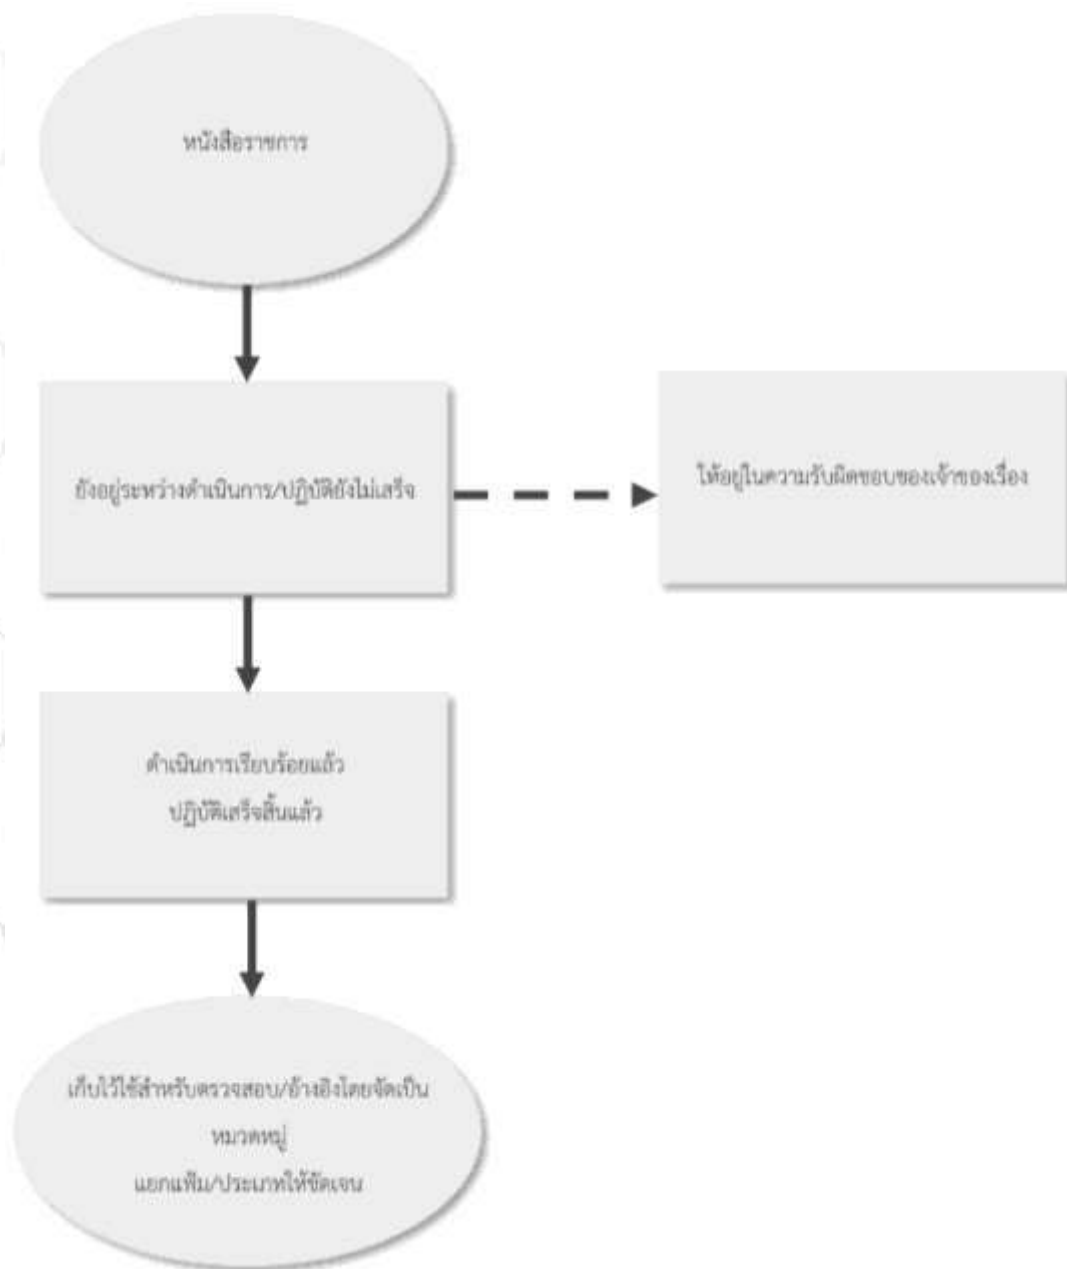 หนังสือราชการ
ยังอยู่ระหว่างดำเนินการ/ปฏิบัติยังไม่เสร็จ
ให้อยู่ในความรับผิดชอบของเจ้าของเรื่อง
ดำเนินการเรียบร้อยแล้ว
ปฏิบัติเสร็จสิ้นแล้ว
เก็บไว้ใช้สำหรับตรวจสอบ/อ้างอิงโดยจัดเป็น
หมวดหมู่
แยกแฟ้ม/ประเภทให้ชัดเจน